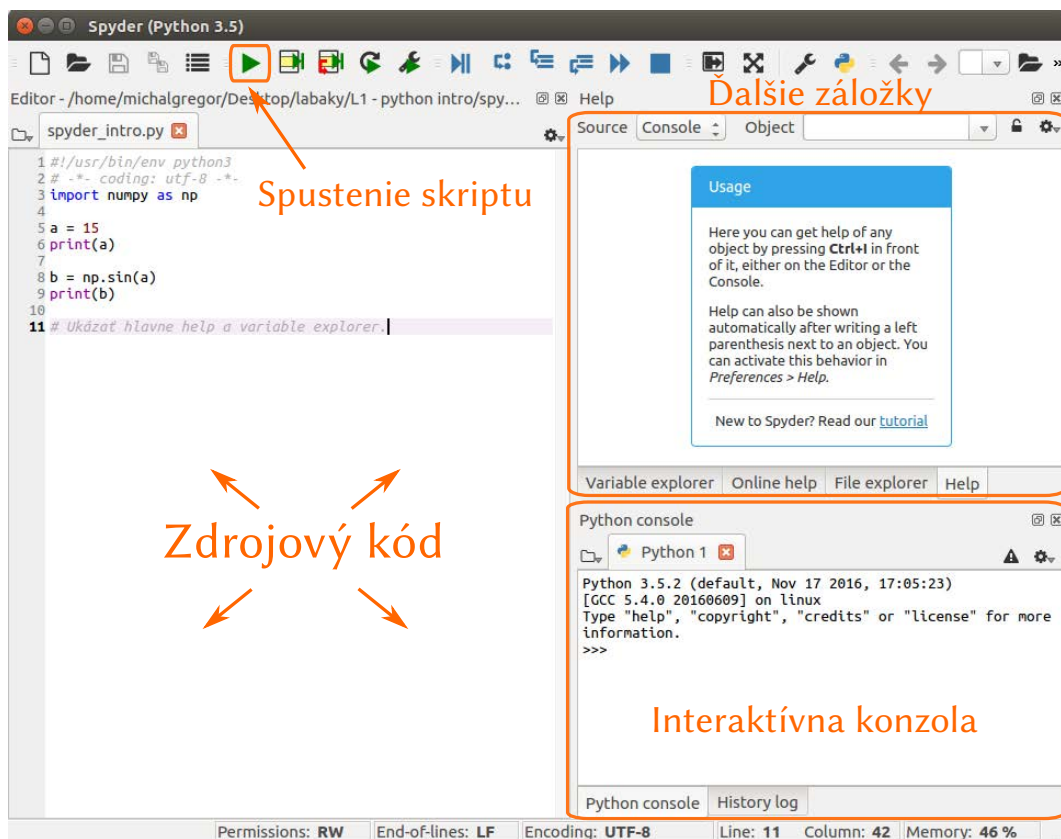 Spyder (Python 3.5)
Editor - /home/michalgregor/Desktop/labaky/L1 - python intro/spy...
Help
Ďalšie záložky
spyder_intro.py
Source Console Object
1 #!/usr/bin/env python3
2 # -*- coding: utf-8 -*-
3 import numpy as np
4
5 a = 15
6 print(a)
7
8 b = np.sin(a)
9 print(b)
10
11 # Ukázať hlavne help a variable explorer.
Spustenie skriptu
Zdrojový kód
Usage
Here you can get help of any
object by pressing Ctrl+I in front
of it, either on the Editor or the
Console.
Help can also be shown
automatically after writing a left
parenthesis next to an object. You
can activate this behavior in
Preferences > Help.
New to Spyder? Read our tutorial
Variable explorer Online help File explorer Help
Python console
Python 1
Python 3.5.2 (default, Nov 17 2016, 17:05:23)
[GCC 5.4.0 20160609] on linux
Type "help", "copyright", "credits" or "license" for more
information.
>>>
Interaktívna konzola
Python console History log
Permissions: RW End-of-lines: LF Encoding: UTF-8 Line: 11 Column: 42 Memory: 46 %